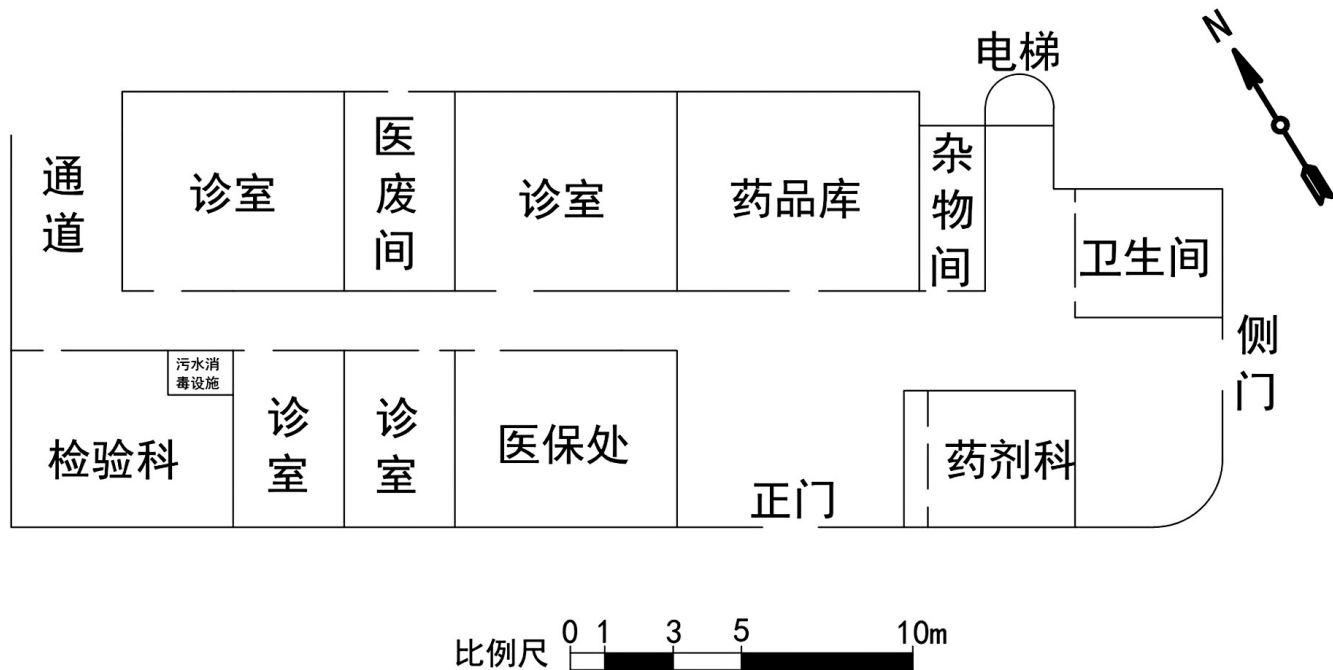 电梯
N
通道
诊室
医废间
诊室
药品库
杂物间
卫生间
侧门
污水消
毒设施
检验科
诊室
诊室
医保处
正门
药剂科
比例尺 0 1 3 5 10m